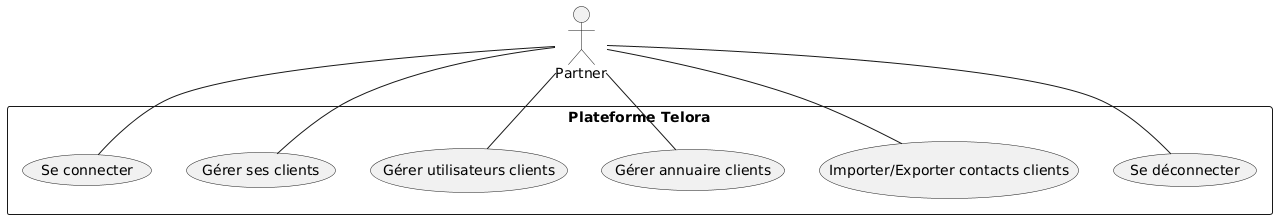 Partner
Plateforme Telora
Se connecter
Gérer ses clients
Gérer utilisateurs clients
Gérer annuaire clients
Importer/Exporter contacts clients
Se déconnecter